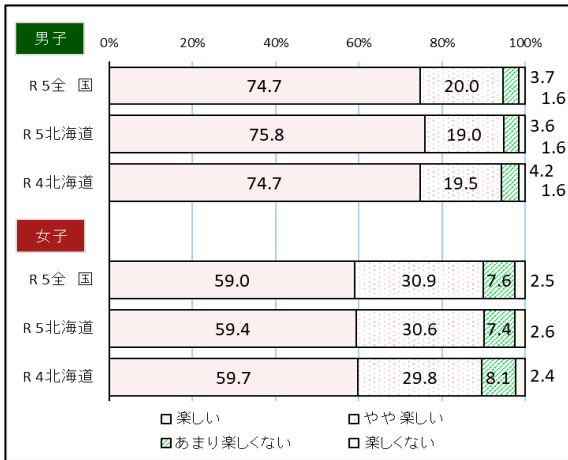 男子
0% 20% 40% 60% 80% 100%
R5全 国 74.7 20.0 3.7 1.6
R5北海道 75.8 19.0 3.6 1.6
R4北海道 74.7 19.5 4.2 1.6
女子
R5全 国 59.0 30.9 7.6 2.5
R5北海道 59.4 30.6 7.4 2.6
R4北海道 59.7 29.8 8.1 2.4
楽しい やや楽しい
あまり楽しくない 楽しくない